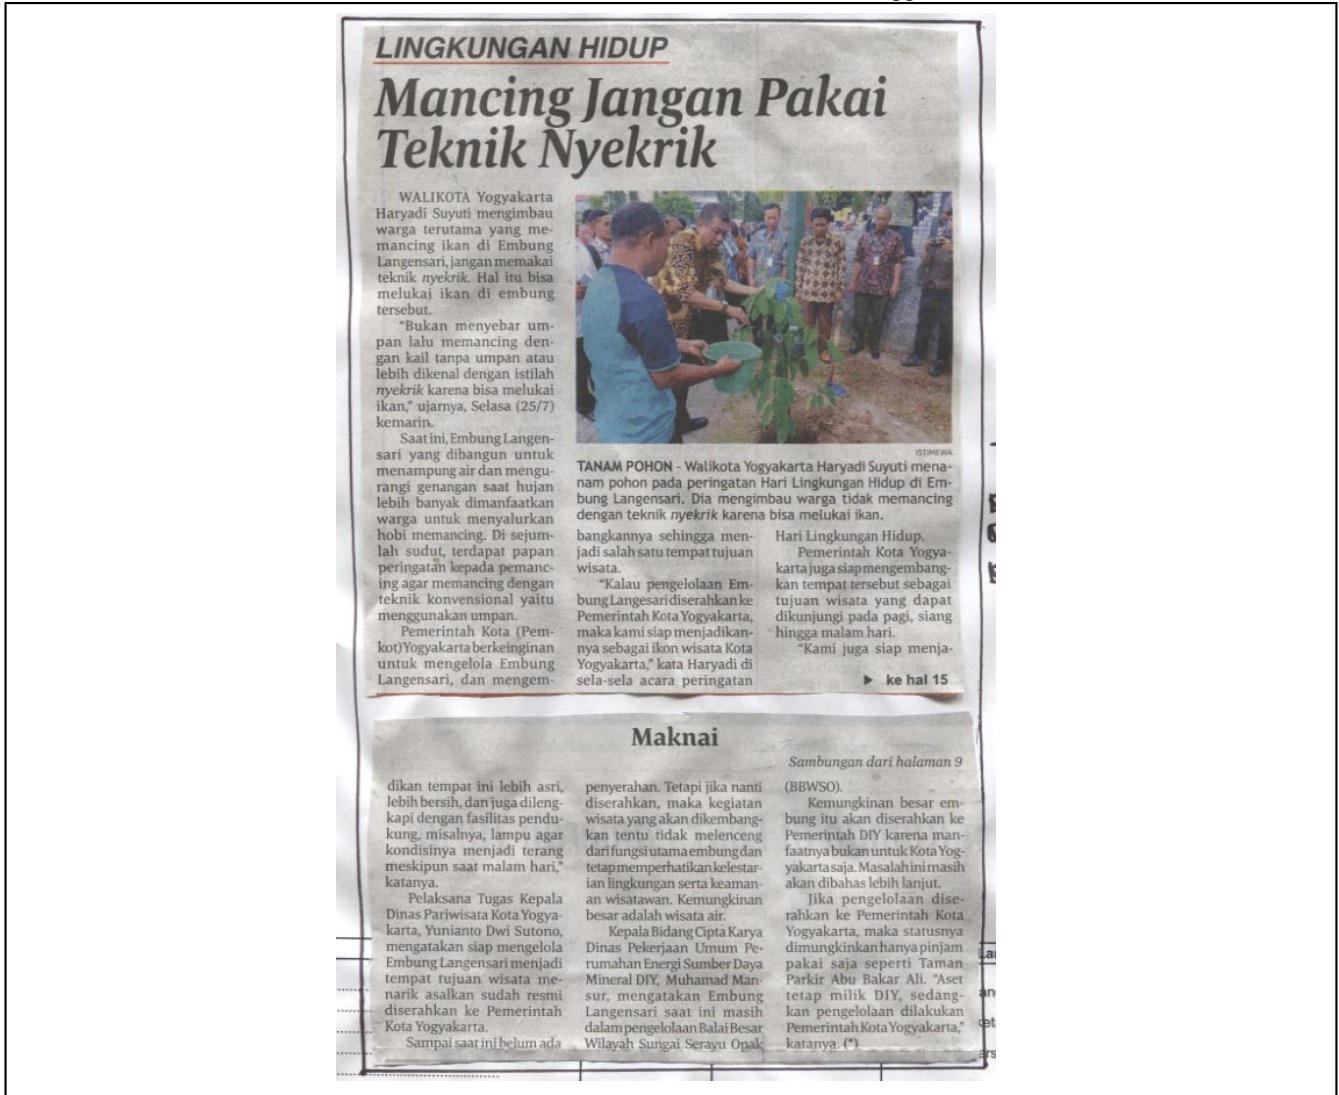 LINGKUNGAN HIDUP
Mancing Jangan Pakai
Teknik Nyekrik
WALIKOTA Yogyakarta
Haryadi Suyuti mengimbau
warga terutama yang me-
mancing ikan di Embung
Langensari, jangan memakai
teknik nyekrik. Hal itu bisa
melukai ikan di embung
tersebut.
"Bukan menyebar um-
pan lalu memancing den-
gan kail tanpa umpan atau
lebih dikenal dengan istilah
nyekrik karena bisa melukai
ikan," ujarnya, Selasa (25/7)
kemarin.
Saat ini, Embung Langen-
sari yang dibangun untuk
menampung air dan mengu-
rangi genangan saat hujan
lebih banyak dimanfaatkan
warga untuk menyalurkan
hobi memancing. Di sejum-
lah sudut, terdapat papan
peringatan kepada pemanc-
ing agar memancing dengan
teknik konvensional yaitu
menggunakan umpan.
Pemerintah Kota (Pem-
kot) Yogyakarta berkeinginan
untuk mengelola Embung
Langensari, dan mengem-
ISTIMEWA
TANAM POHON - Walikota Yogyakarta Haryadi Suyuti mena-
nam pohon pada peringatan Hari Lingkungan Hidup di Em-
bung Langensari. Dia mengimbau warga tidak memancing
dengan teknik nyekrik karena bisa melukai ikan.
bangkannya sehingga men-
jadi salah satu tempat tujuan
wisata.
"Kalau pengelolaan Em-
bung Langesari diserahkan ke
Pemerintah Kota Yogyakarta,
maka kami siap menjadikan-
nya sebagai ikon wisata Kota
Yogyakarta," kata Haryadi di
sela-sela acara peringatan
Hari Lingkungan Hidup.
Pemerintah Kota Yogya-
karta juga siap mengembang-
kan tempat tersebut sebagai
tujuan wisata yang dapat
dikunjungi pada pagi, siang
hingga malam hari.
"Kami juga siap menja-
▶ ke hal 15
Maknai
Sambungan dari halaman 9
dikan tempat ini lebih asri,
lebih bersih, dan juga dileng-
kapi dengan fasilitas pendu-
kung, misalnya, lampu agar
kondisinya menjadi terang
meskipun saat malam hari,"
katanya.
Pelaksana Tugas Kepala
Dinas Pariwisata Kota Yogya-
karta, Yunianto Dwi Sutono,
mengatakan siap mengelola
Embung Langensari menjadi
tempat tujuan wisata me-
narik asalkan sudah resmi
diserahkan ke Pemerintah
Kota Yogyakarta.
Sampai saat ini belum ada
penyerahan. Tetapi jika nanti
diserahkan, maka kegiatan
wisata yang akan dikembang-
kan tentu tidak melenceng
dari fungsi utama embung dan
tetap memperhatikan kelestar-
ian lingkungan serta keaman-
an wisatawan. Kemungkinan
besar adalah wisata air.
Kepala Bidang Cipta Karya
Dinas Pekerjaan Umum Pe-
rumahan Energi Sumber Daya
Mineral DIY, Muhamad Man-
sur, mengatakan Embung
Langensari saat ini masih
dalam pengelolaan Balai Besar
Wilayah Sungai Serayu Opak
(BBWSO).
Kemungkinan besar em-
bung itu akan diserahkan ke
Pemerintah DIY karena man-
faatnya bukan untuk Kota Yog-
yakarta saja. Masalah ini masih
akan dibahas lebih lanjut.
Jika pengelolaan dise-
rahkan ke Pemerintah Kota
Yogyakarta, maka statusnya
dimungkinkan hanya pinjam
pakai saja seperti Taman
Parkir Abu Bakar Ali. "Aset
tetap milik DIY, sedang-
kan pengelolaan dilakukan
Pemerintah Kota Yogyakarta,"
katanya. (*)